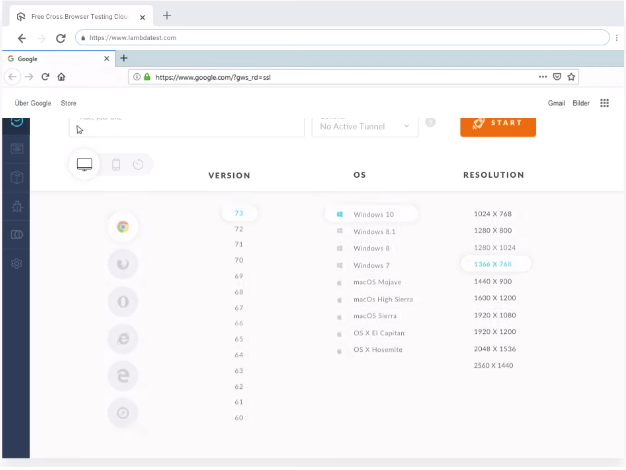 Free Cross Browser Testing Clou
https://www.lambdatest.com
Google
https://www.google.com/?gws_rd=ssl
Über Google Store Gmail Bilder
No Active Tunnel
START
VERSION OS RESOLUTION
73 Windows 10 1024 X 768
72 Windows 8.1 1280 X 800
71 Windows 8 1280 X 1024
70 Windows 7 1366 X 768
69 macOS Mojave 1440 X 900
68 macOs High Sierra 1600 X 1200
67 macOS Sierra 1920 X 1080
66 OS X El Capitan 1920 X 1200
65 OS X Hosemite 2048 X 1536
64 2560 X 1440
63
62
61
60